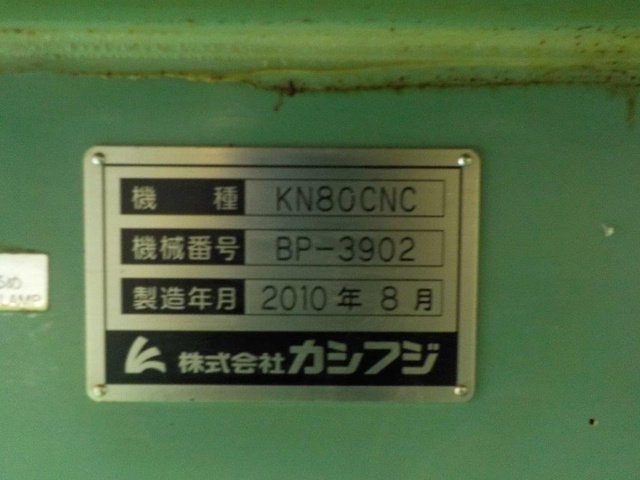 機 種 KN80CNC
機械番号 BP-3902
製造年月 2010年 8月
株式会社カシフジ